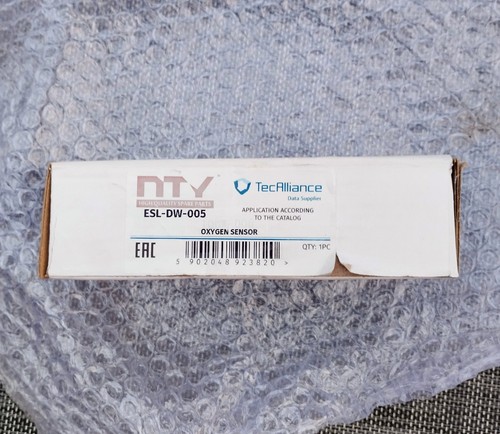 NTY
HIGH QUALITY SPARE PARTS
ESL-DW-005
TecAlliance
Data Supplier
APPLICATION ACCORDING
TO THE CATALOG
OXYGEN SENSOR
EAC
QTY: 1PC
5 902048 923820 >